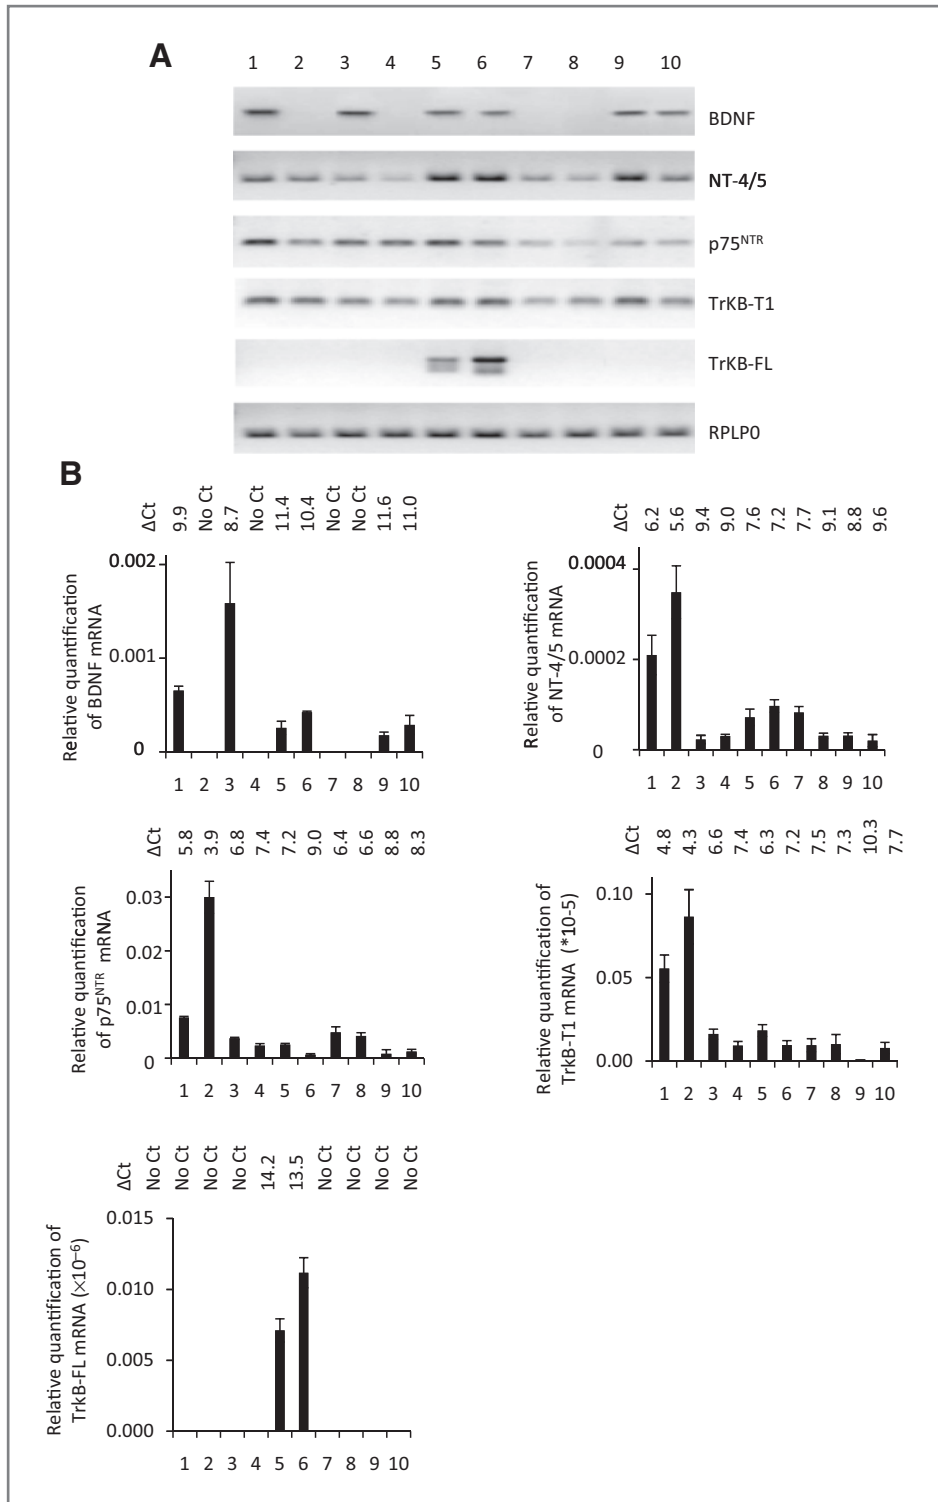 A
1 2 3 4 5 6 7 8 9 10
BDNF
NT-4/5
p75NTR
TrKB-T1
TrKB-FL
RPLP0
B
ΔCt 9.9 No Ct 8.7 No Ct 11.4 10.4 No Ct No Ct 11.6 11.0
Relative quantification
of BDNF mRNA
0.002
0.001
0
1 2 3 4 5 6 7 8 9 10
ΔCt 6.2 5.6 9.4 9.0 7.6 7.2 7.7 9.1 8.8 9.6
Relative quantification
of NT-4/5 mRNA
0.0004
0.0002
0
1 2 3 4 5 6 7 8 9 10
ΔCt 5.8 3.9 6.8 7.4 7.2 9.0 6.4 6.6 8.8 8.3
Relative quantification
of p75NTR mRNA
0.03
0.02
0.01
0
1 2 3 4 5 6 7 8 9 10
ΔCt 4.8 4.3 6.6 7.4 6.3 7.2 7.5 7.3 10.3 7.7
Relative quantification of
TrkB-T1 mRNA (*10-5)
0.10
0.05
0.00
1 2 3 4 5 6 7 8 9 10
ΔCt No Ct No Ct No Ct No Ct 14.2 13.5 No Ct No Ct No Ct No Ct
Relative quantification of
TrkB-FL mRNA (×10−6)
0.015
0.010
0.005
0.000
1 2 3 4 5 6 7 8 9 10